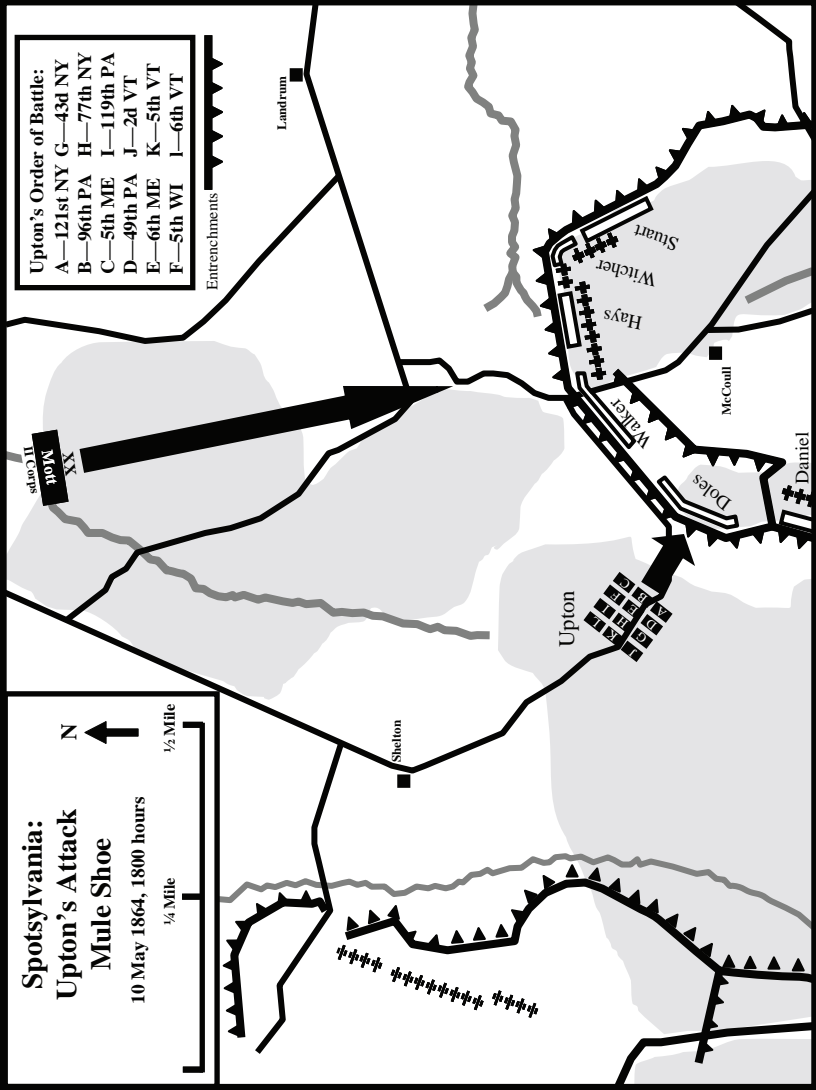 Spotsylvania:
Upton's Attack
Mule Shoe
10 May 1864, 1800 hours
N
¼ Mile
½ Mile
Upton's Order of Battle:
A—121st NY G—43d NY
B—96th PA H—77th NY
C—5th ME I—119th PA
D—49th PA J—2d VT
E—6th ME K—5th VT
F—5th WI l—6th VT
Entrenchments
Landrum
XX
Mott
II Corps
Shelton
Upton
L I F C
K H E B
J G D A
Doles
Walker
Hays
Witcher
Stuart
McCoull
Daniel